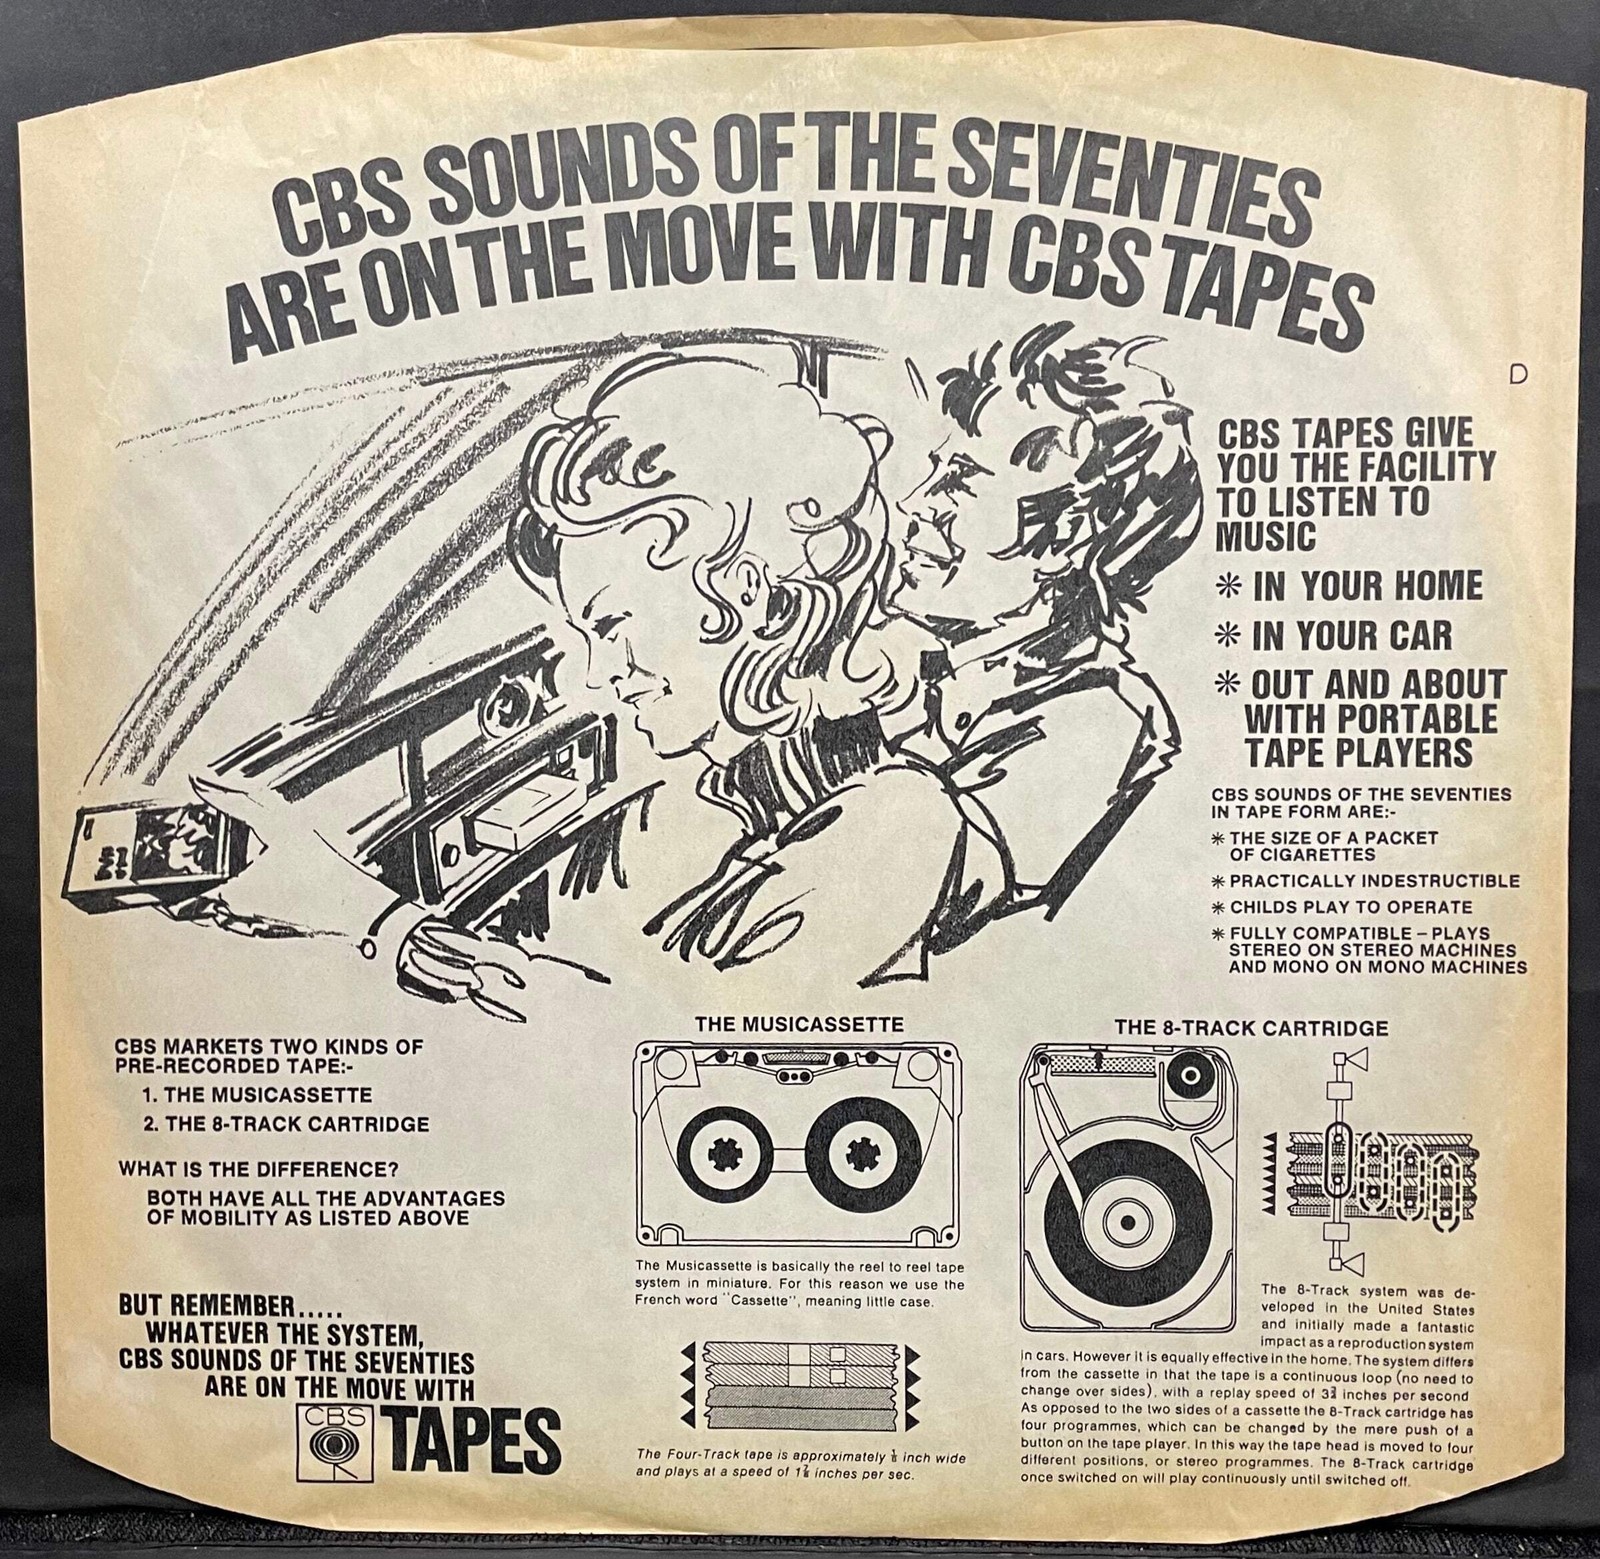 CBS SOUNDS OF THE SEVENTIES
ARE ON THE MOVE WITH CBS TAPES
D
CBS TAPES GIVE
YOU THE FACILITY
TO LISTEN TO
MUSIC
* IN YOUR HOME
* IN YOUR CAR
* OUT AND ABOUT
WITH PORTABLE
TAPE PLAYERS
CBS SOUNDS OF THE SEVENTIES
IN TAPE FORM ARE:-
* THE SIZE OF A PACKET
OF CIGARETTES
* PRACTICALLY INDESTRUCTIBLE
* CHILDS PLAY TO OPERATE
* FULLY COMPATIBLE – PLAYS
STEREO ON STEREO MACHINES
AND MONO ON MONO MACHINES
CBS MARKETS TWO KINDS OF
PRE-RECORDED TAPE:-
1. THE MUSICASSETTE
2. THE 8-TRACK CARTRIDGE
WHAT IS THE DIFFERENCE?
BOTH HAVE ALL THE ADVANTAGES
OF MOBILITY AS LISTED ABOVE
BUT REMEMBER.....
WHATEVER THE SYSTEM,
CBS SOUNDS OF THE SEVENTIES
ARE ON THE MOVE WITH
CBS TAPES
THE MUSICASSETTE
The Musicassette is basically the reel to reel tape
system in miniature. For this reason we use the
French word "Cassette", meaning little case.
The Four-Track tape is approximately ⅛ inch wide
and plays at a speed of 1⅞ inches per sec.
THE 8-TRACK CARTRIDGE
The 8-Track system was de-
veloped in the United States
and initially made a fantastic
impact as a reproduction system
in cars. However it is equally effective in the home. The system differs
from the cassette in that the tape is a continuous loop (no need to
change over sides), with a replay speed of 3¾ inches per second
As opposed to the two sides of a cassette the 8-Track cartridge has
four programmes, which can be changed by the mere push of a
button on the tape player. In this way the tape head is moved to four
different positions, or stereo programmes. The 8-Track cartridge
once switched on will play continuously until switched off.